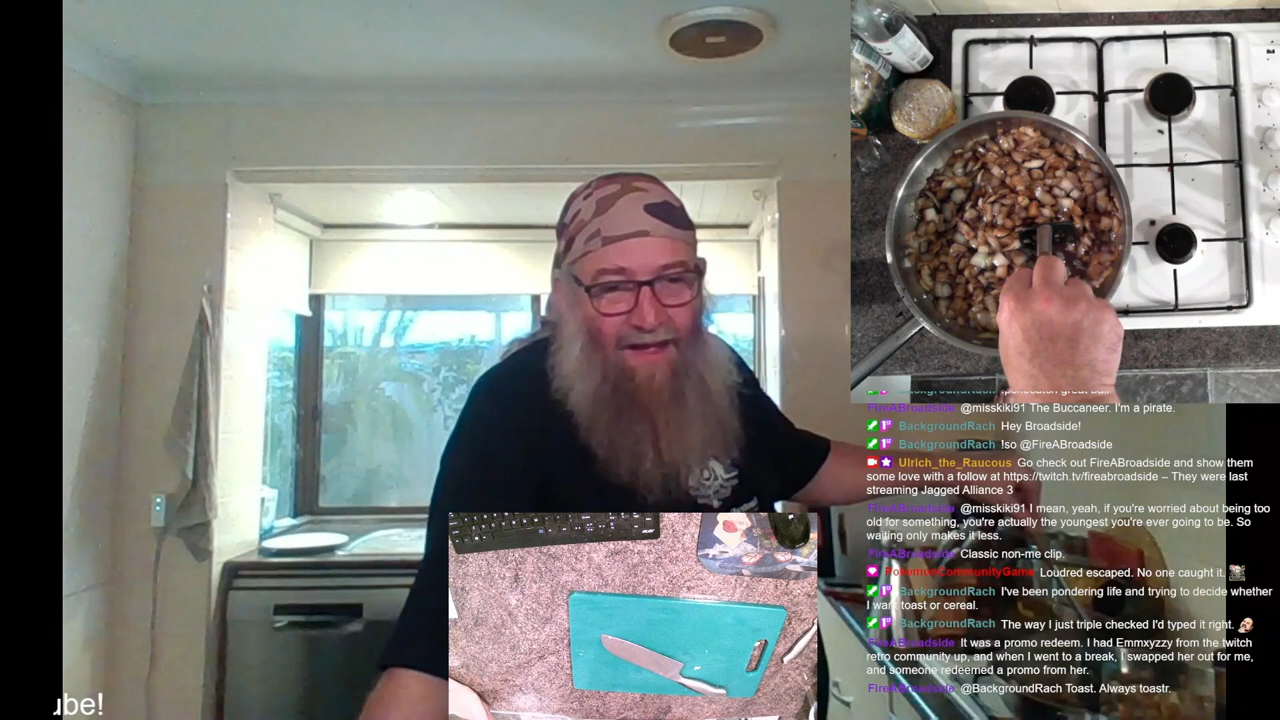 FireABroadside @misskiki91 The Buccaneer. I'm a pirate.
BackgroundRach Hey Broadside!
BackgroundRach !so @FireABroadside
Ulrich_the_Raucous Go check out FireABroadside and show them
some love with a follow at https://twitch.tv/fireabroadside – They were last
streaming Jagged Alliance 3
FireABroadside @misskiki91 I mean, yeah, if you're worried about being too
old for something, you're actually the youngest you're ever going to be. So
waiting only makes it less.
FireABroadside Classic non-me clip.
PokemonCommunityGame Loudred escaped. No one caught it.
BackgroundRach I've been pondering life and trying to decide whether
I want toast or cereal.
BackgroundRach The way I just triple checked I'd typed it right.
FireABroadside It was a promo redeem. I had Emmxyzzy from the twitch
retro community up, and when I went to a break, I swapped her out for me,
and someone redeemed a promo from her.
FireABroadside @BackgroundRach Toast. Always toastr.
ube!